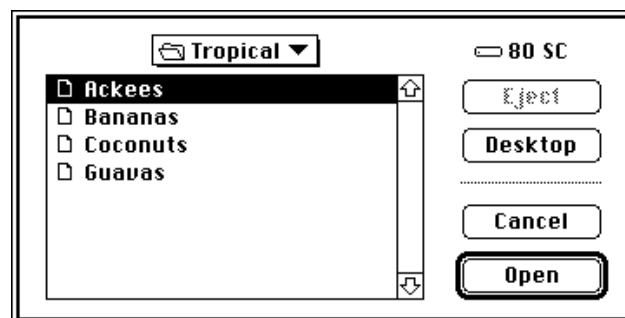 Tropical
80 SC
Ackees
Bananas
Coconuts
Guavas
Eject
Desktop
Cancel
Open